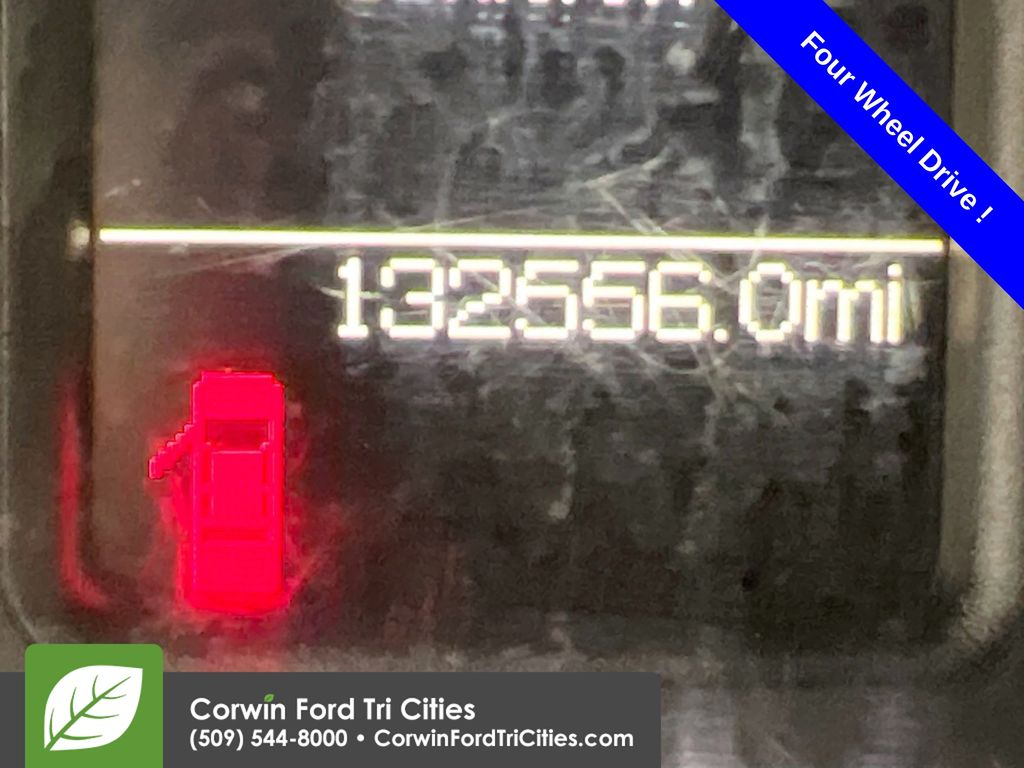 Four Wheel Drive !
132556.0mi
Corwin Ford Tri Cities
(509) 544-8000 • CorwinFordTriCities.com